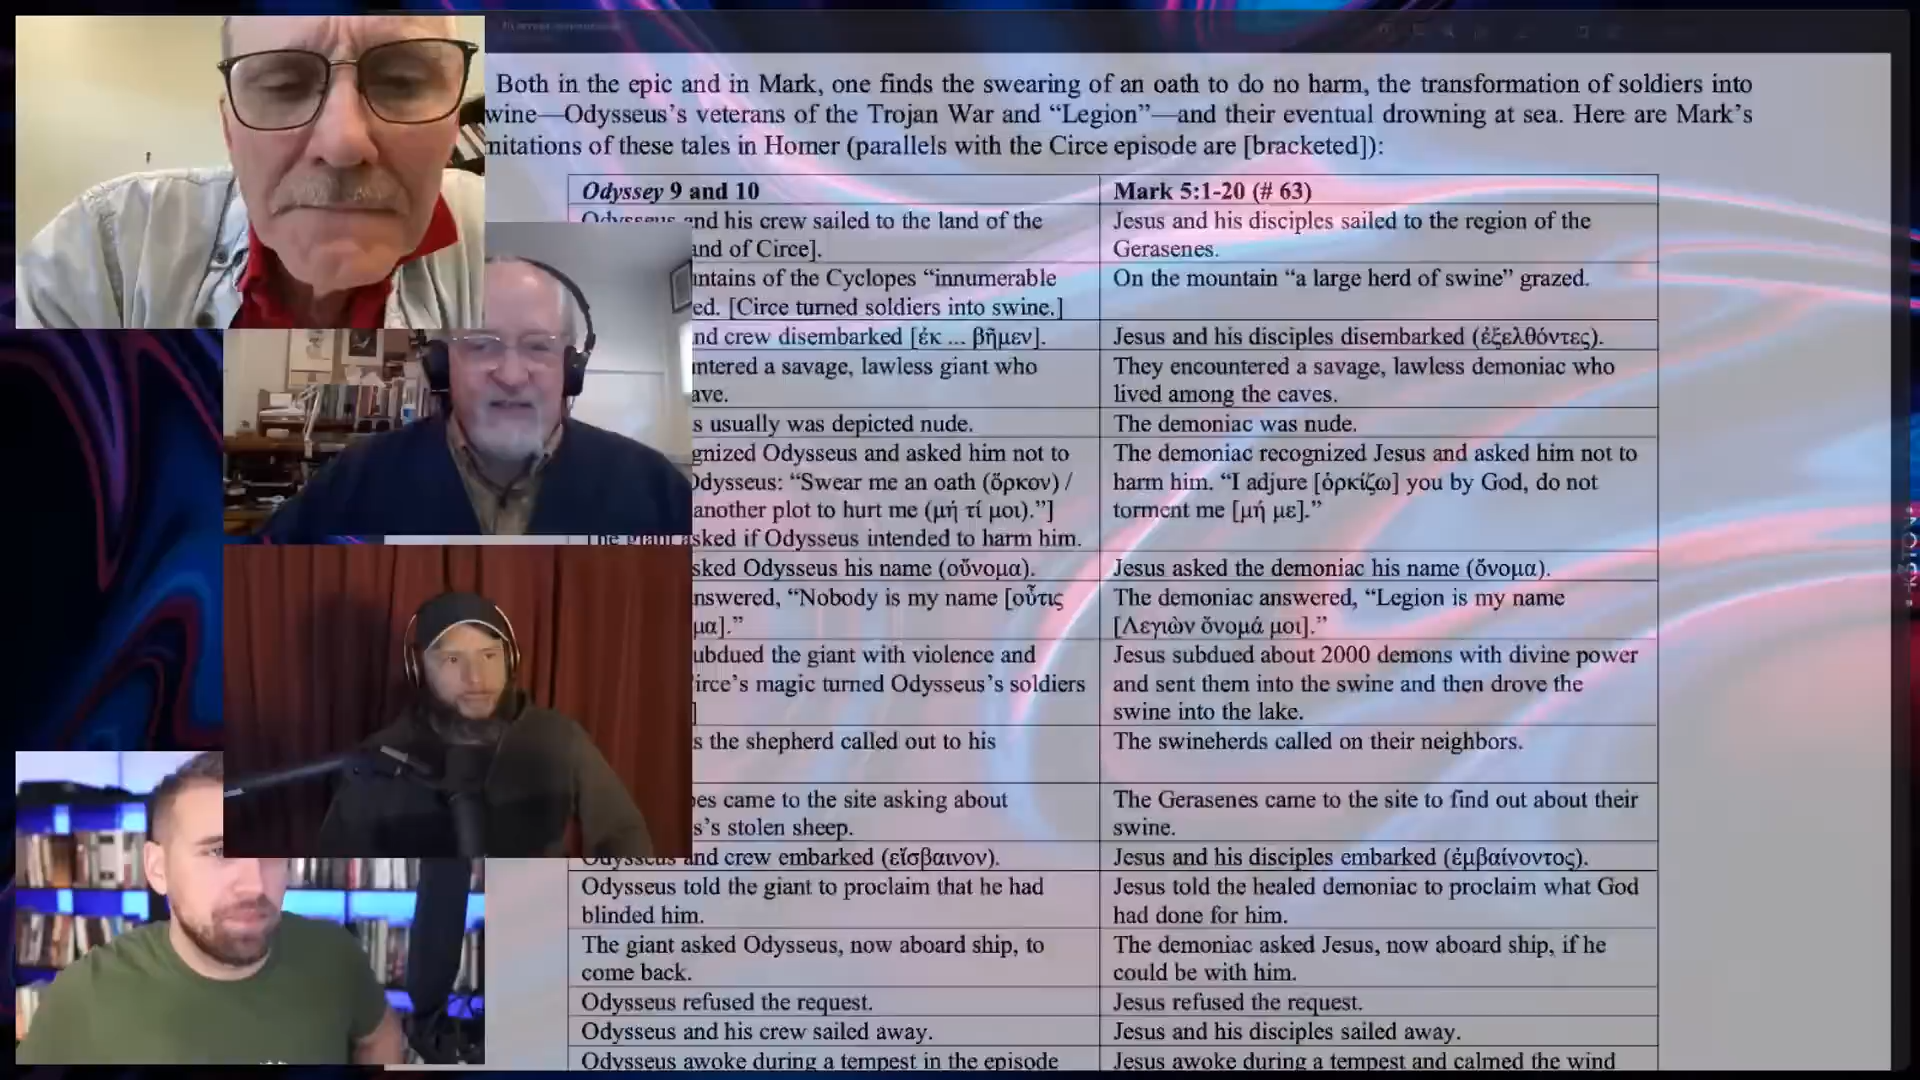 Both in the epic and in Mark, one finds the swearing of an oath to do no harm, the transformation of soldiers into
wine—Odysseus’s veterans of the Trojan War and “Legion”—and their eventual drowning at sea. Here are Mark’s
mitations of these tales in Homer (parallels with the Circe episode are [bracketed]):
Odyssey 9 and 10
Mark 5:1-20 (# 63)
Odysseus and his crew sailed to the land of the
and of Circe].
Jesus and his disciples sailed to the region of the
Gerasenes.
ntains of the Cyclopes “innumerable
ed. [Circe turned soldiers into swine.]
On the mountain “a large herd of swine” grazed.
nd crew disembarked [ἐκ ... βῆμεν].
Jesus and his disciples disembarked (ἐξελθόντες).
ntered a savage, lawless giant who
ave.
They encountered a savage, lawless demoniac who
lived among the caves.
s usually was depicted nude.
The demoniac was nude.
gnized Odysseus and asked him not to
Odysseus: “Swear me an oath (ὅρκον) /
another plot to hurt me (μή τί μοι).”]
The giant asked if Odysseus intended to harm him.
The demoniac recognized Jesus and asked him not to
harm him. “I adjure [ὁρκίζω] you by God, do not
torment me [μή με].”
sked Odysseus his name (οὔνομα).
Jesus asked the demoniac his name (ὄνομα).
nswered, “Nobody is my name [οὖτις
μα].”
The demoniac answered, “Legion is my name
[Λεγιὼν ὄνομά μοι].”
ubdued the giant with violence and
irce’s magic turned Odysseus’s soldiers
]
Jesus subdued about 2000 demons with divine power
and sent them into the swine and then drove the
swine into the lake.
s the shepherd called out to his
The swineherds called on their neighbors.
es came to the site asking about
s’s stolen sheep.
The Gerasenes came to the site to find out about their
swine.
Odysseus and crew embarked (εἴσβαινον).
Jesus and his disciples embarked (ἐμβαίνοντος).
Odysseus told the giant to proclaim that he had
blinded him.
Jesus told the healed demoniac to proclaim what God
had done for him.
The giant asked Odysseus, now aboard ship, to
come back.
The demoniac asked Jesus, now aboard ship, if he
could be with him.
Odysseus refused the request.
Jesus refused the request.
Odysseus and his crew sailed away.
Jesus and his disciples sailed away.
Odysseus awoke during a tempest in the episode
Jesus awoke during a tempest and calmed the wind